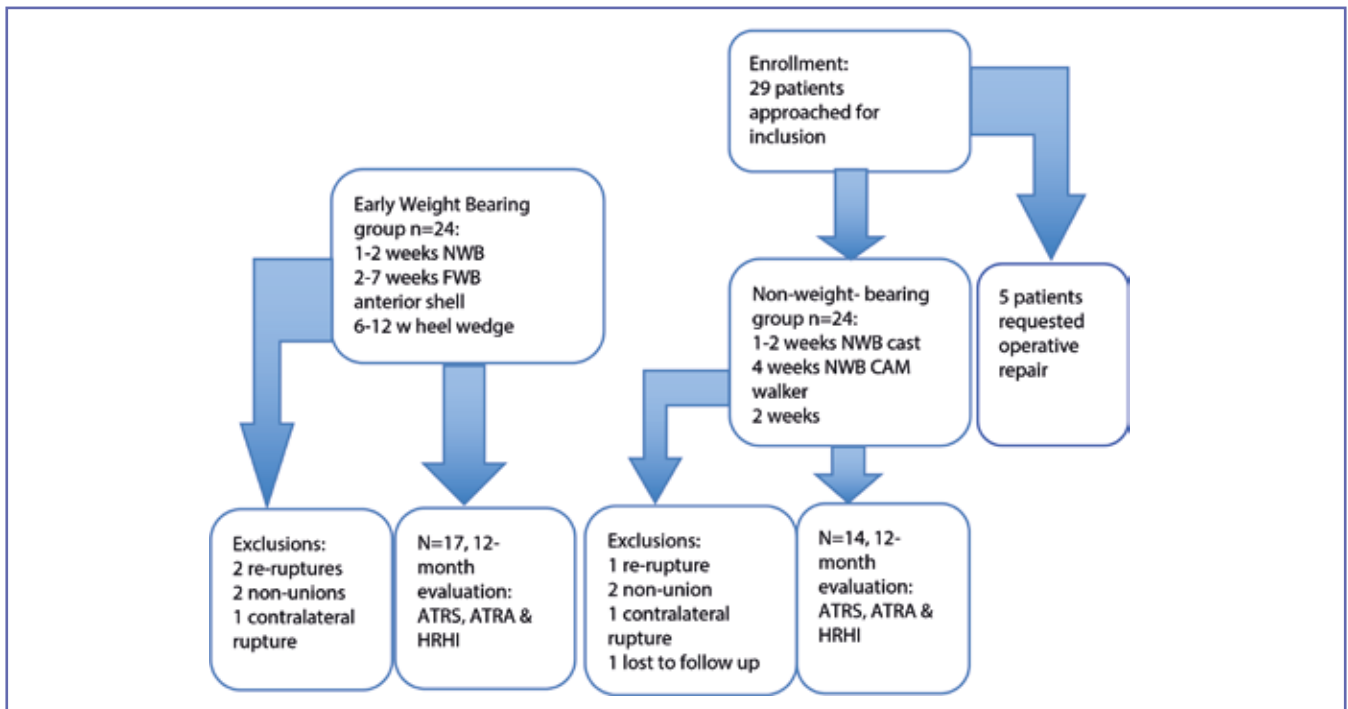 Enrollment:
29 patients
approached for
inclusion
Early Weight Bearing
group n=24:
1-2 weeks NWB
2-7 weeks FWB
anterior shell
6-12 w heel wedge
Non-weight- bearing
group n=24:
1-2 weeks NWB cast
4 weeks NWB CAM
walker
2 weeks
5 patients
requested
operative
repair
Exclusions:
2 re-ruptures
2 non-unions
1 contralateral
rupture
N=17, 12-
month
evaluation:
ATRS, ATRA &
HRHI
Exclusions:
1 re-rupture
2 non-union
1 contralateral
rupture
1 lost to follow up
N=14, 12-
month
evaluation:
ATRS, ATRA &
HRHI